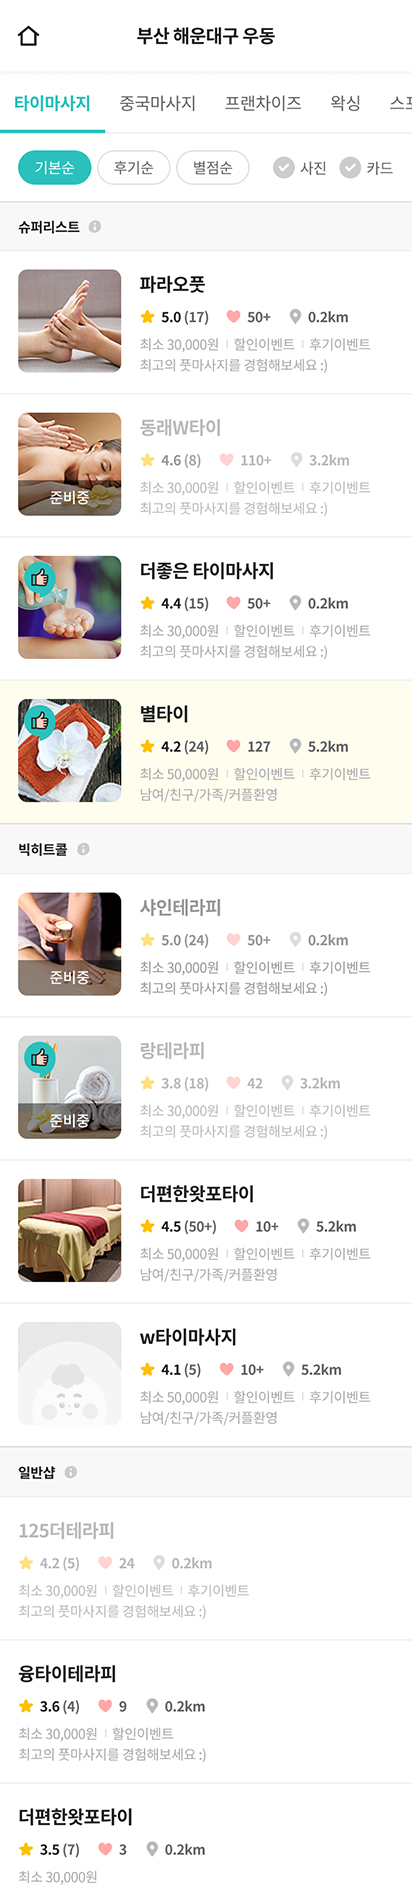 부산 해운대구 우동
타이마사지 중국마사지 프랜차이즈 왁싱 스포
기본순 후기순 별점순 사진 카드
슈퍼리스트
파라오풋
5.0 (17) 50+ 0.2km
최소 30,000원 할인이벤트 후기이벤트
최고의 풋마사지를 경험해보세요 :)
동래W타이
4.6 (8) 110+ 3.2km
최소 30,000원 할인이벤트 후기이벤트
최고의 풋마사지를 경험해보세요 :)
준비중
더좋은 타이마사지
4.4 (15) 50+ 0.2km
최소 30,000원 할인이벤트 후기이벤트
최고의 풋마사지를 경험해보세요 :)
별타이
4.2 (24) 127 5.2km
최소 50,000원 할인이벤트 후기이벤트
남여/친구/가족/커플환영
빅히트콜
샤인테라피
5.0 (24) 50+ 0.2km
최소 30,000원 할인이벤트 후기이벤트
최고의 풋마사지를 경험해보세요 :)
준비중
랑테라피
3.8 (18) 42 3.2km
최소 30,000원 할인이벤트 후기이벤트
최고의 풋마사지를 경험해보세요 :)
준비중
더편한왓포타이
4.5 (50+) 10+ 5.2km
최소 50,000원 할인이벤트 후기이벤트
남여/친구/가족/커플환영
w타이마사지
4.1 (5) 10+ 5.2km
최소 50,000원 할인이벤트 후기이벤트
남여/친구/가족/커플환영
일반샵
125더테라피
4.2 (5) 24 0.2km
최소 30,000원 할인이벤트 후기이벤트
최고의 풋마사지를 경험해보세요 :)
융타이테라피
3.6 (4) 9 0.2km
최소 30,000원 할인이벤트
최고의 풋마사지를 경험해보세요 :)
더편한왓포타이
3.5 (7) 3 0.2km
최소 30,000원